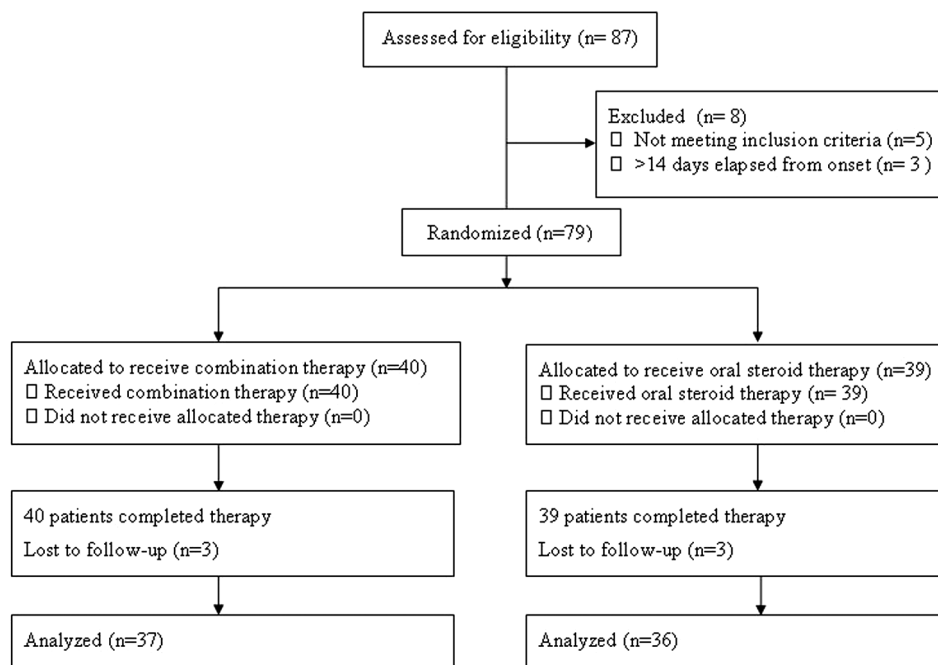 Assessed for eligibility (n= 87)
Excluded  (n= 8)
▯ Not meeting inclusion criteria (n=5)
▯ >14 days elapsed from onset (n= 3 )
Randomized (n=79)
Allocated to receive combination therapy (n=40)
▯ Received combination therapy (n=40)
▯ Did not receive allocated therapy (n=0)
Allocated to receive oral steroid therapy (n=39)
▯ Received oral steroid therapy (n= 39)
▯ Did not receive allocated therapy (n=0)
40 patients completed therapy
Lost to follow-up (n=3)
39 patients completed therapy
Lost to follow-up (n=3)
Analyzed (n=37)
Analyzed (n=36)